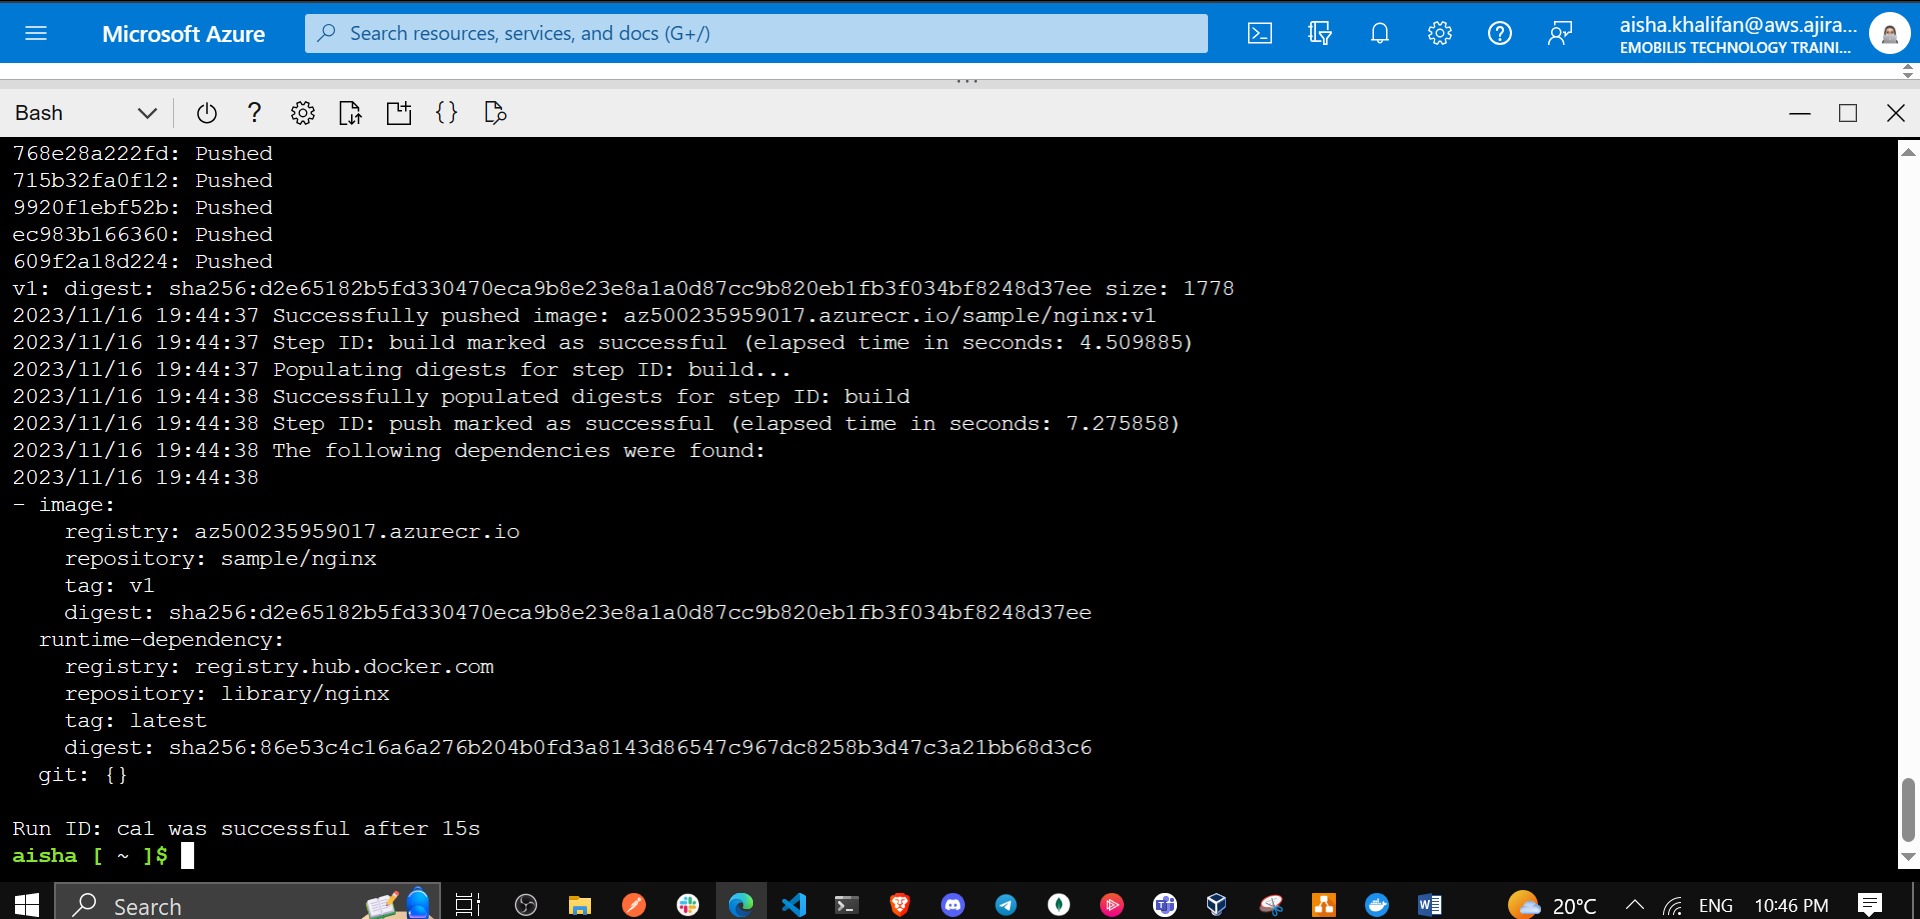 Microsoft Azure
Search resources, services, and docs (G+/)
aisha.khalifan@aws.ajira...
EMOBILIS TECHNOLOGY TRAINI...
Bash
768e28a222fd: Pushed
715b32fa0f12: Pushed
9920f1ebf52b: Pushed
ec983b166360: Pushed
609f2a18d224: Pushed
v1: digest: sha256:d2e65182b5fd330470eca9b8e23e8a1a0d87cc9b820eb1fb3f034bf8248d37ee size: 1778
2023/11/16 19:44:37 Successfully pushed image: az500235959017.azurecr.io/sample/nginx:v1
2023/11/16 19:44:37 Step ID: build marked as successful (elapsed time in seconds: 4.509885)
2023/11/16 19:44:37 Populating digests for step ID: build...
2023/11/16 19:44:38 Successfully populated digests for step ID: build
2023/11/16 19:44:38 Step ID: push marked as successful (elapsed time in seconds: 7.275858)
2023/11/16 19:44:38 The following dependencies were found:
2023/11/16 19:44:38
- image:
registry: az500235959017.azurecr.io
repository: sample/nginx
tag: v1
digest: sha256:d2e65182b5fd330470eca9b8e23e8a1a0d87cc9b820eb1fb3f034bf8248d37ee
runtime-dependency:
registry: registry.hub.docker.com
repository: library/nginx
tag: latest
digest: sha256:86e53c4c16a6a276b204b0fd3a8143d86547c967dc8258b3d47c3a21bb68d3c6
git: {}
Run ID: ca1 was successful after 15s
aisha [ ~ ]$
Search
20°C
ENG
10:46 PM